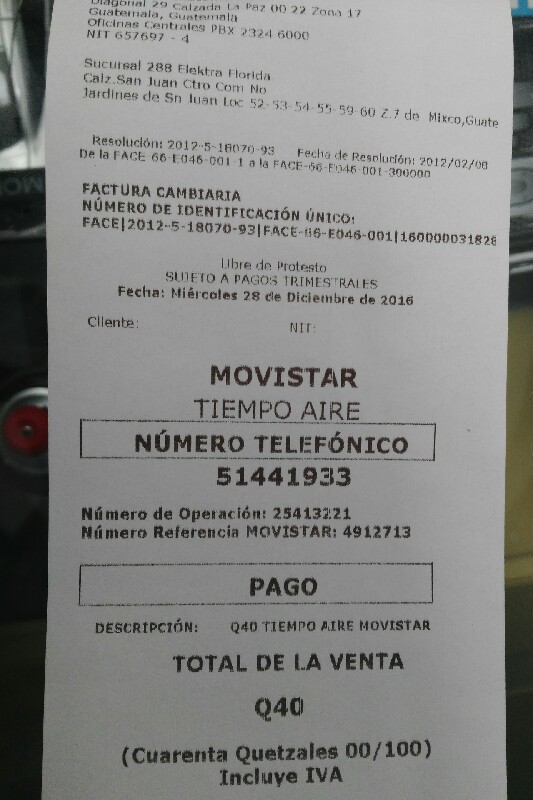 Diagonal 29 Calzada La Paz 00 22 Zona 17
Guatemala, Guatemala
Oficinas Centrales PBX 2324 6000
NIT 657697 - 4
Sucursal 288 Elektra Florida
Calz.San Juan Ctro Com No
Jardines de Sn Juan Loc 52-53-54-55-59-60 Z.7 de Mixco,Guate
Resolución: 2012-5-18070-93 Fecha de Resolución: 2012/02/08
De la FACE-66-E046-001-1 a la FACE-66-E046-001-300000
FACTURA CAMBIARIA
NÚMERO DE IDENTIFICACIÓN ÚNICO:
FACE|2012-5-18070-93|FACE-66-E046-001|160000031828
Libre de Protesto
SUJETO A PAGOS TRIMESTRALES
Fecha: Miércoles 28 de Diciembre de 2016
Cliente: NIT:
MOVISTAR
TIEMPO AIRE
NÚMERO TELEFÓNICO
51441933
Número de Operación: 25413221
Número Referencia MOVISTAR: 4912713
PAGO
DESCRIPCIÓN: Q40 TIEMPO AIRE MOVISTAR
TOTAL DE LA VENTA
Q40
(Cuarenta Quetzales 00/100)
Incluye IVA